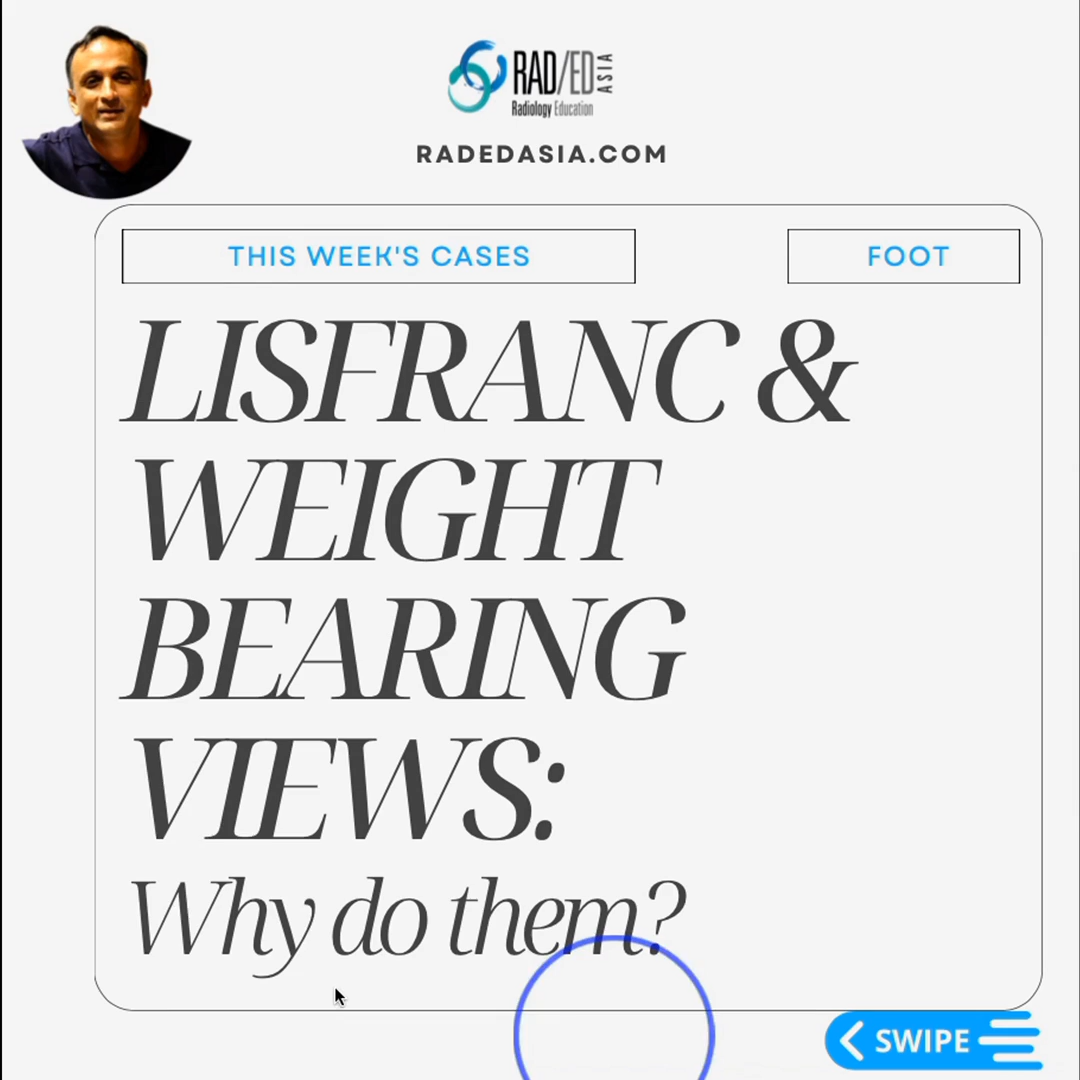 RAD/ED ASIA
Radiology Education
RADEDASIA.COM
THIS WEEK'S CASES
FOOT
LISFRANC &
WEIGHT
BEARING
VIEWS:
Why do them?
SWIPE